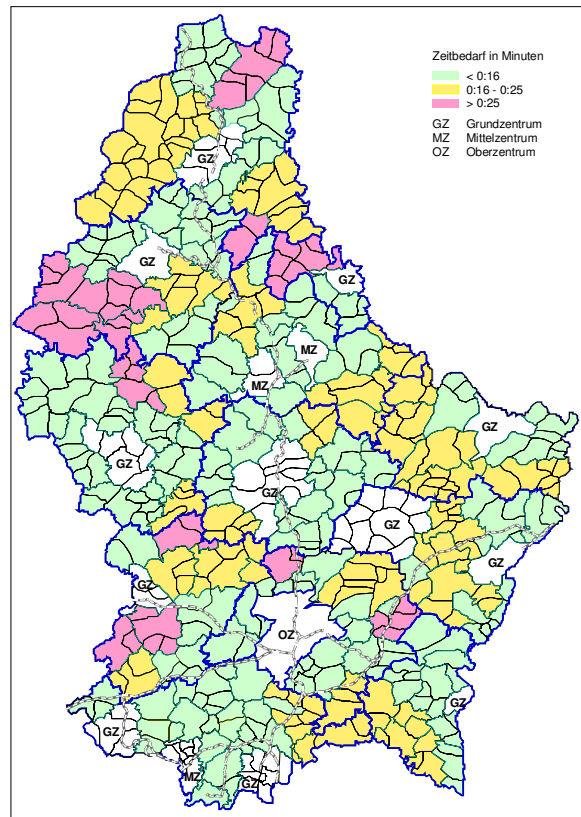 Zeitbedarf in Minuten
< 0:16
0:16 - 0:25
> 0:25
GZ Grundzentrum
MZ Mittelzentrum
OZ Oberzentrum
GZ
GZ
GZ
MZ
MZ
GZ
GZ
GZ
GZ
GZ
GZ
OZ
GZ
GZ
MZ
GZ